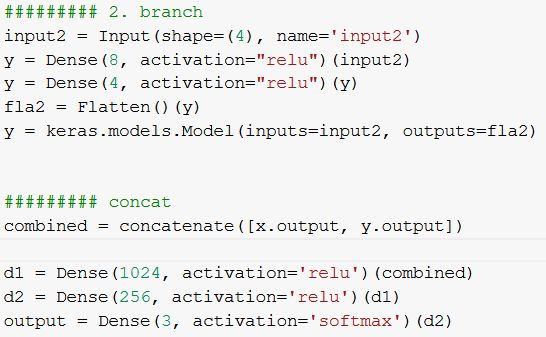 ######### 2. branch
input2 = Input(shape=(4), name='input2')
y = Dense(8, activation="relu")(input2)
y = Dense(4, activation="relu")(y)
fla2 = Flatten()(y)
y = keras.models.Model(inputs=input2, outputs=fla2)
######### concat
combined = concatenate([x.output, y.output])
d1 = Dense(1024, activation='relu')(combined)
d2 = Dense(256, activation='relu')(d1)
output = Dense(3, activation='softmax')(d2)